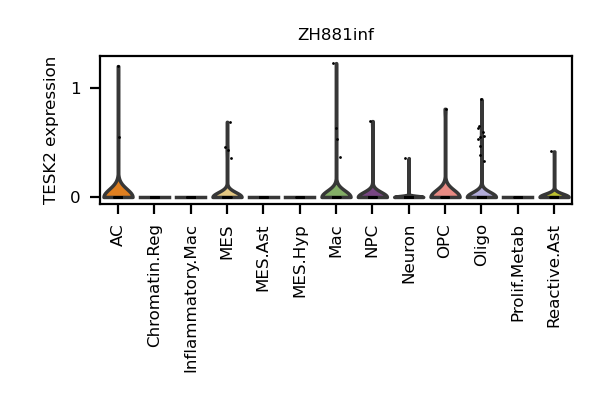 ZH881inf
TESK2 expression
1
0
AC
Chromatin.Reg
Inflammatory.Mac
MES
MES.Ast
MES.Hyp
Mac
NPC
Neuron
OPC
Oligo
Prolif.Metab
Reactive.Ast